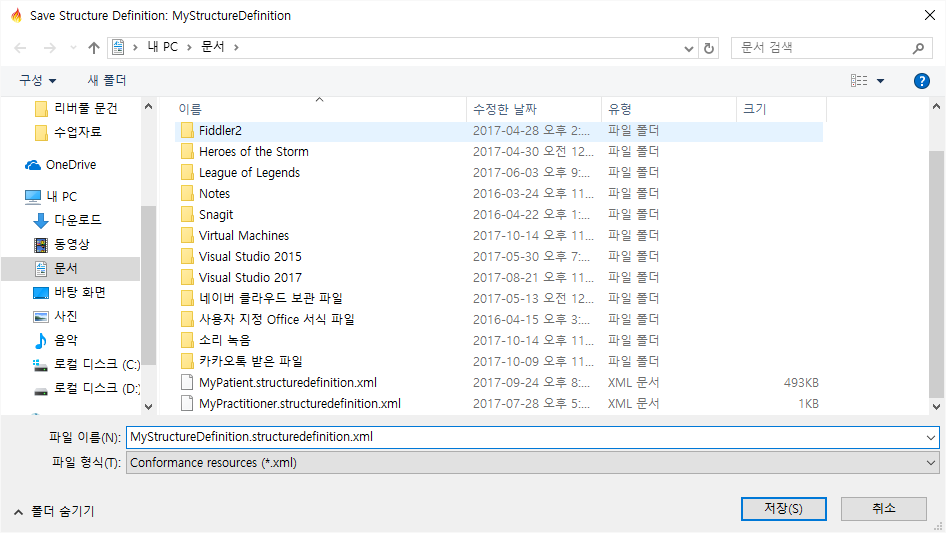 Save Structure Definition: MyStructureDefinition
내 PC > 문서 >
문서 검색
구성 새 폴더
리버풀 문건
수업자료
OneDrive
내 PC
다운로드
동영상
문서
바탕 화면
사진
음악
로컬 디스크 (C:)
로컬 디스크 (D:)
이름 수정한 날짜 유형 크기
Fiddler2 2017-04-28 오후 2:... 파일 폴더
Heroes of the Storm 2017-04-30 오전 12... 파일 폴더
League of Legends 2017-06-03 오후 9:... 파일 폴더
Notes 2016-03-24 오후 11... 파일 폴더
Snagit 2016-04-22 오후 1:... 파일 폴더
Virtual Machines 2017-10-14 오후 11... 파일 폴더
Visual Studio 2015 2017-05-30 오후 7:... 파일 폴더
Visual Studio 2017 2017-08-21 오후 11... 파일 폴더
네이버 클라우드 보관 파일 2017-05-13 오전 12... 파일 폴더
사용자 지정 Office 서식 파일 2016-04-15 오후 3:... 파일 폴더
소리 녹음 2017-10-14 오후 11... 파일 폴더
카카오톡 받은 파일 2017-10-09 오후 11... 파일 폴더
MyPatient.structuredefinition.xml 2017-09-24 오후 8:... XML 문서 493KB
MyPractitioner.structuredefinition.xml 2017-07-28 오후 5:... XML 문서 1KB
파일 이름(N): MyStructureDefinition.structuredefinition.xml
파일 형식(T): Conformance resources (*.xml)
폴더 숨기기 저장(S) 취소